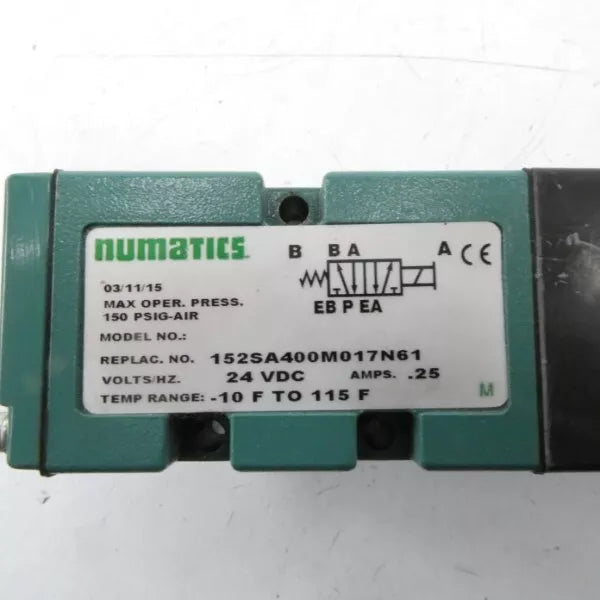 numatics
B B A A CE
03/11/15
MAX OPER. PRESS.
150 PSIG-AIR
EB P EA
MODEL NO.:
REPLAC. NO. 152SA400M017N61
VOLTS/HZ. 24 VDC AMPS. .25
TEMP RANGE: -10 F TO 115 F
M